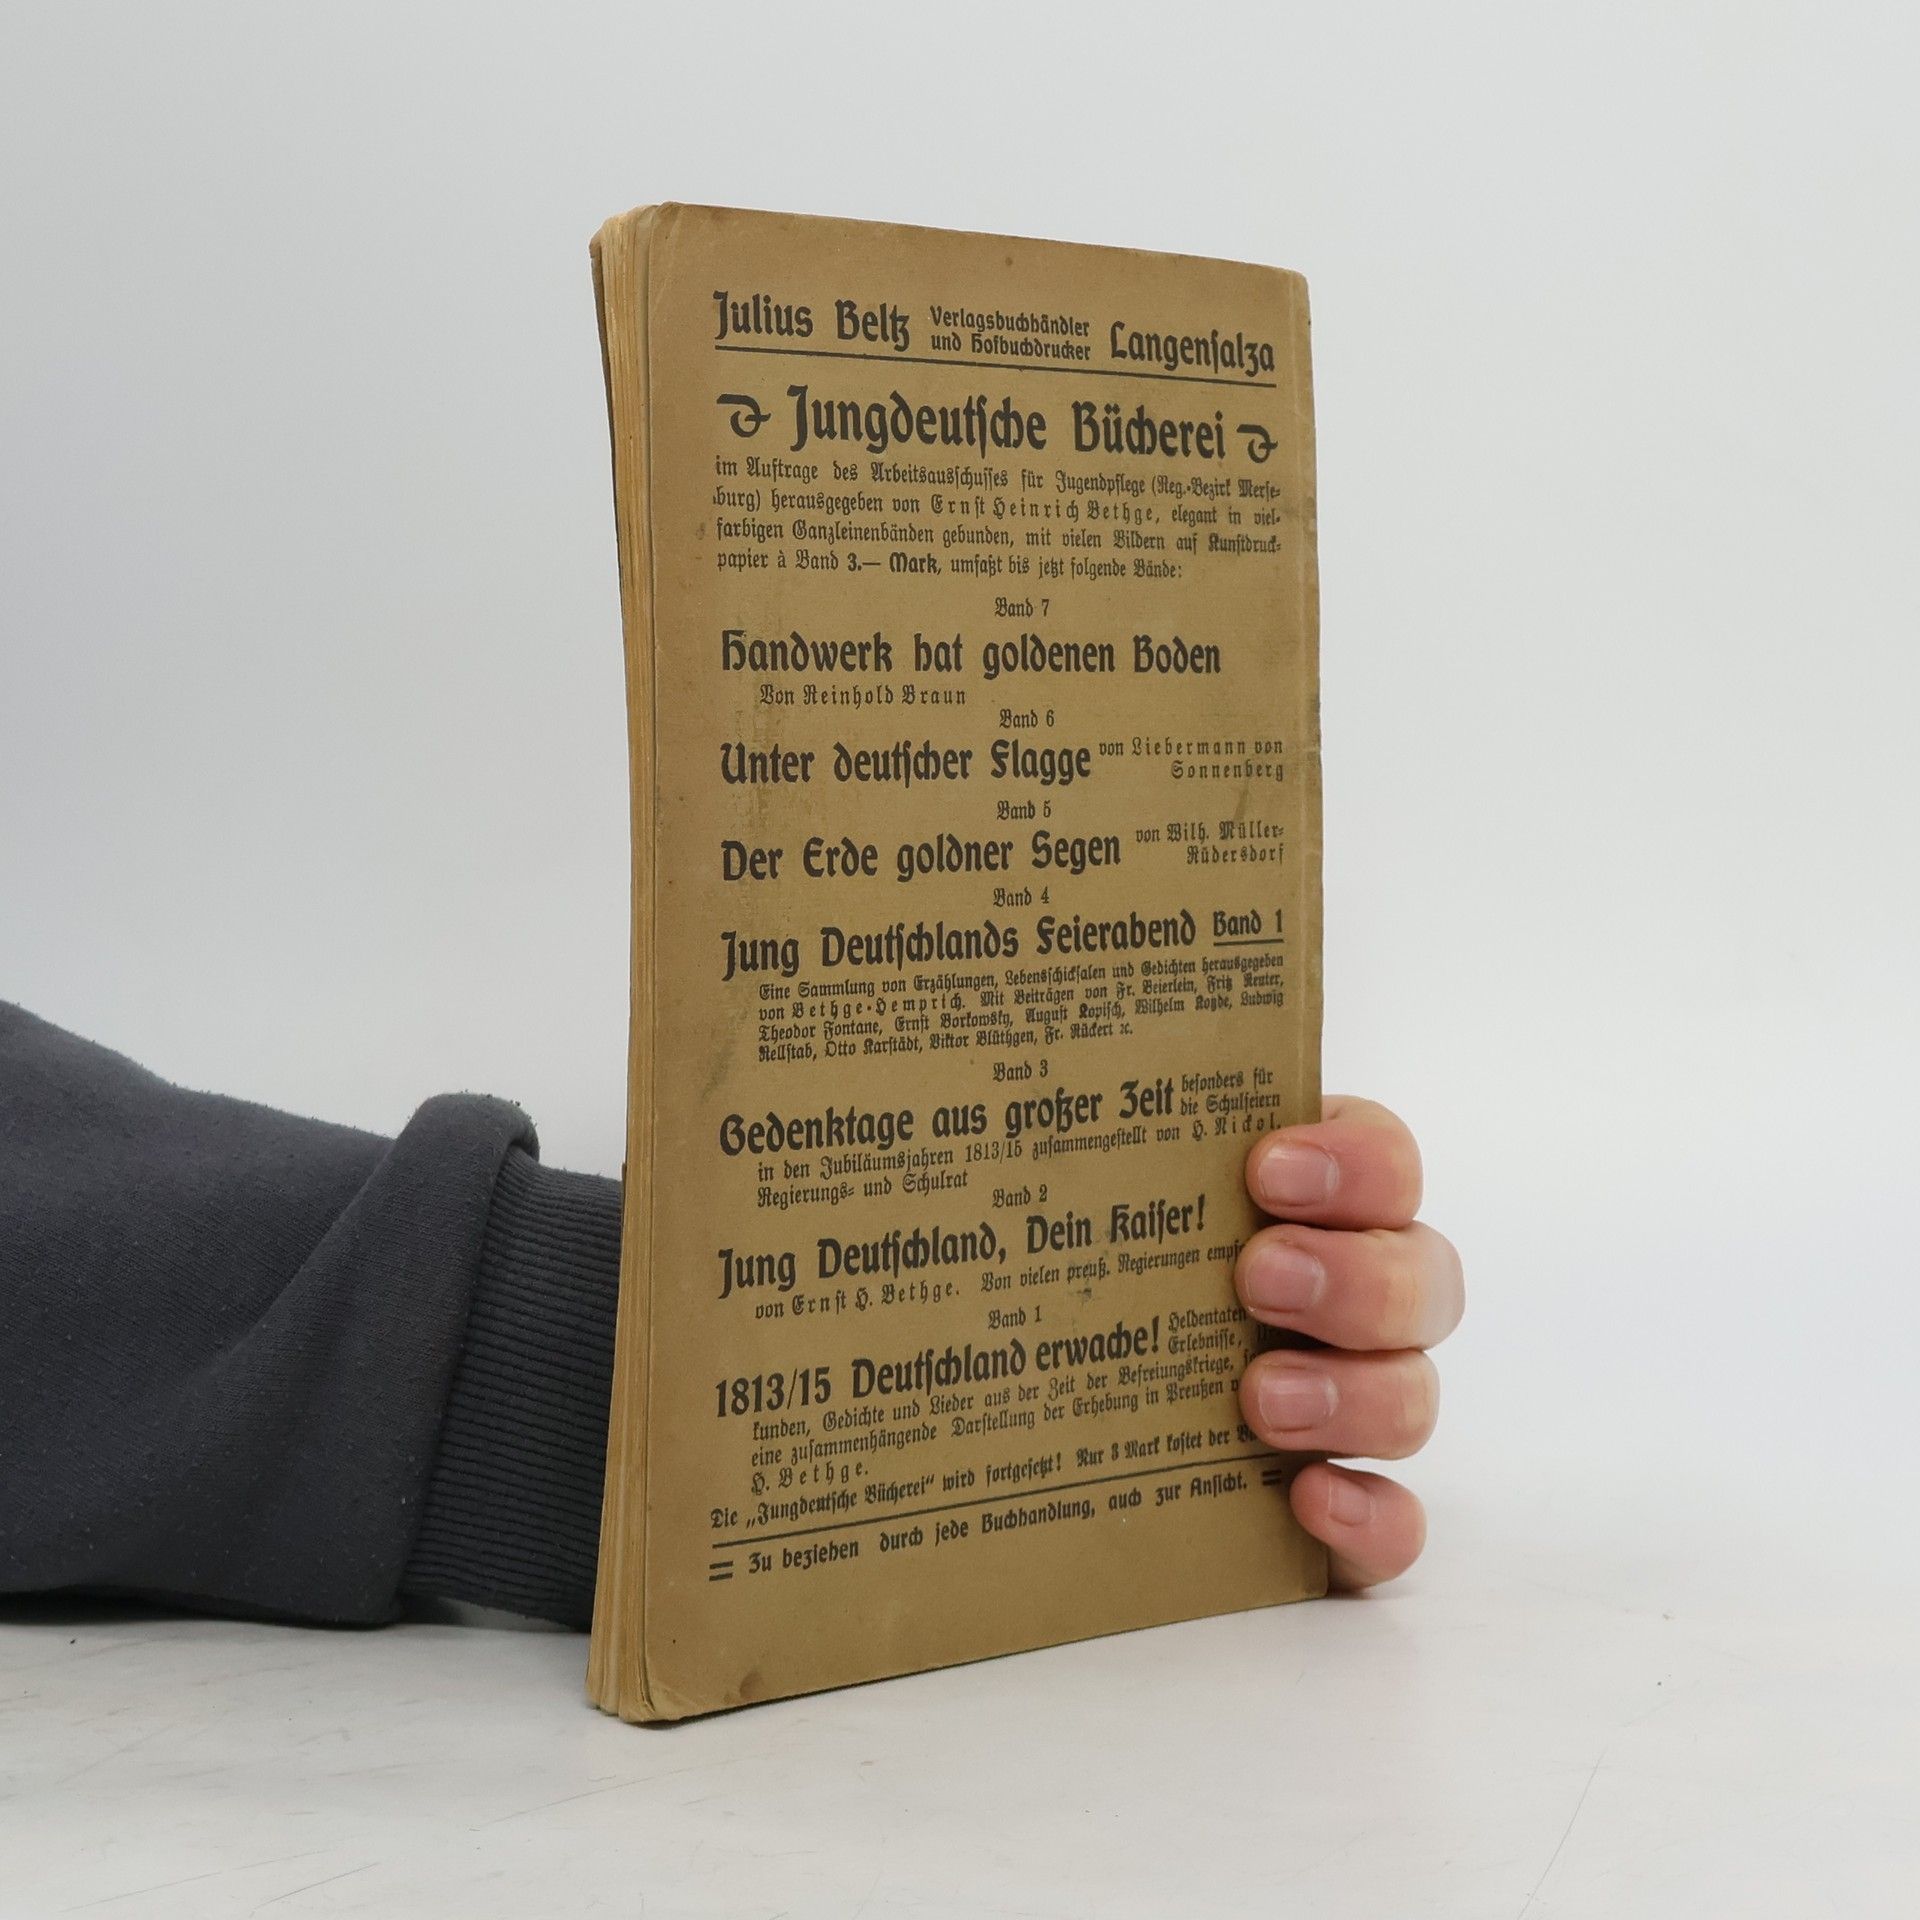 Julius Beltz Verlagsbuchhändler und Hofbuchdrucker Langensalza
Jungdeutsche Bücherei
im Auftrage des Arbeitsausschusses für Jugendpflege (Reg.-Bezirk Merse-
burg) herausgegeben von Ernst Heinrich Bethge, elegant in viel-
farbigen Ganzleinenbänden gebunden, mit vielen Bildern auf Kunstdruck-
papier à Band 3.— Mark, umfaßt bis jetzt folgende Bände:
Band 7
Handwerk hat goldenen Boden
Von Reinhold Braun
Band 6
Unter deutscher Flagge von Liebermann von
Sonnenberg
Band 5
Der Erde goldner Segen von Wilh. Müller-
Rüdersdorf
Band 4
Jung Deutschlands Feierabend Band 1
Eine Sammlung von Erzählungen, Lebensschicksalen und Gedichten herausgegeben
von Bethge-Hemprich. Mit Beiträgen von Fr. Beierlein, Fritz Reuter,
Theodor Fontane, Ernst Borkowsky, August Kopisch, Wilhelm Kotzde, Ludwig
Rellstab, Otto Karstädt, Viktor Blüthgen, Fr. Rückert ꝛc.
Band 3
Gedenktage aus großer Zeit besonders für
die Schulfeiern
in den Jubiläumsjahren 1813/15 zusammengestellt von H. Nickol,
Regierungs- und Schulrat
Band 2
Jung Deutschland, Dein Kaiser!
von Ernst H. Bethge. Von vielen preuß. Regierungen
Band 1
1813/15 Deutschland erwache! Heldentaten
Erlebnisse,
kunden, Gedichte und Lieder aus der Zeit der Befreiungskriege,
eine zusammenhängende Darstellung der Erhebung in Preußen
H. Bethge.
Die „Jungdeutsche Bücherei“ wird fortgesetzt! Nur 3 Mark kostet der
= Zu beziehen durch jede Buchhandlung, auch zur Ansicht. =